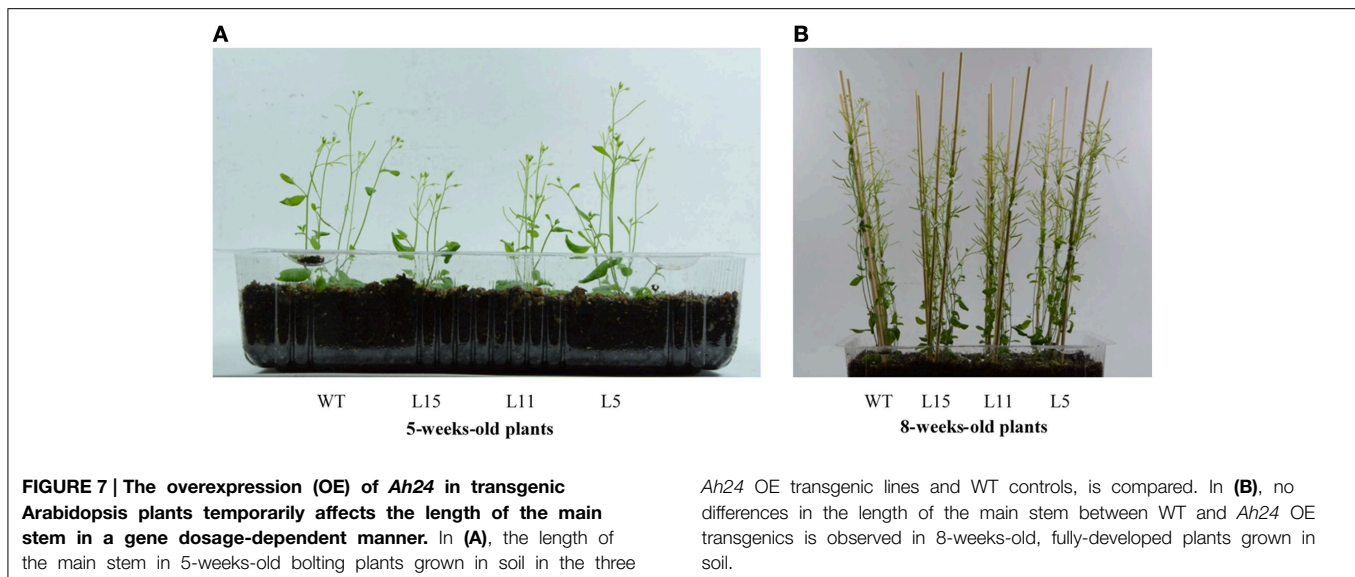 A
B
WT L15 L11 L5
5-weeks-old plants
WT L15 L11 L5
8-weeks-old plants
FIGURE 7 | The overexpression (OE) of Ah24 in transgenic
Arabidopsis plants temporarily affects the length of the main
stem in a gene dosage-dependent manner. In (A), the length of
the main stem in 5-weeks-old bolting plants grown in soil in the three
Ah24 OE transgenic lines and WT controls, is compared. In (B), no
differences in the length of the main stem between WT and Ah24 OE
transgenics is observed in 8-weeks-old, fully-developed plants grown in
soil.